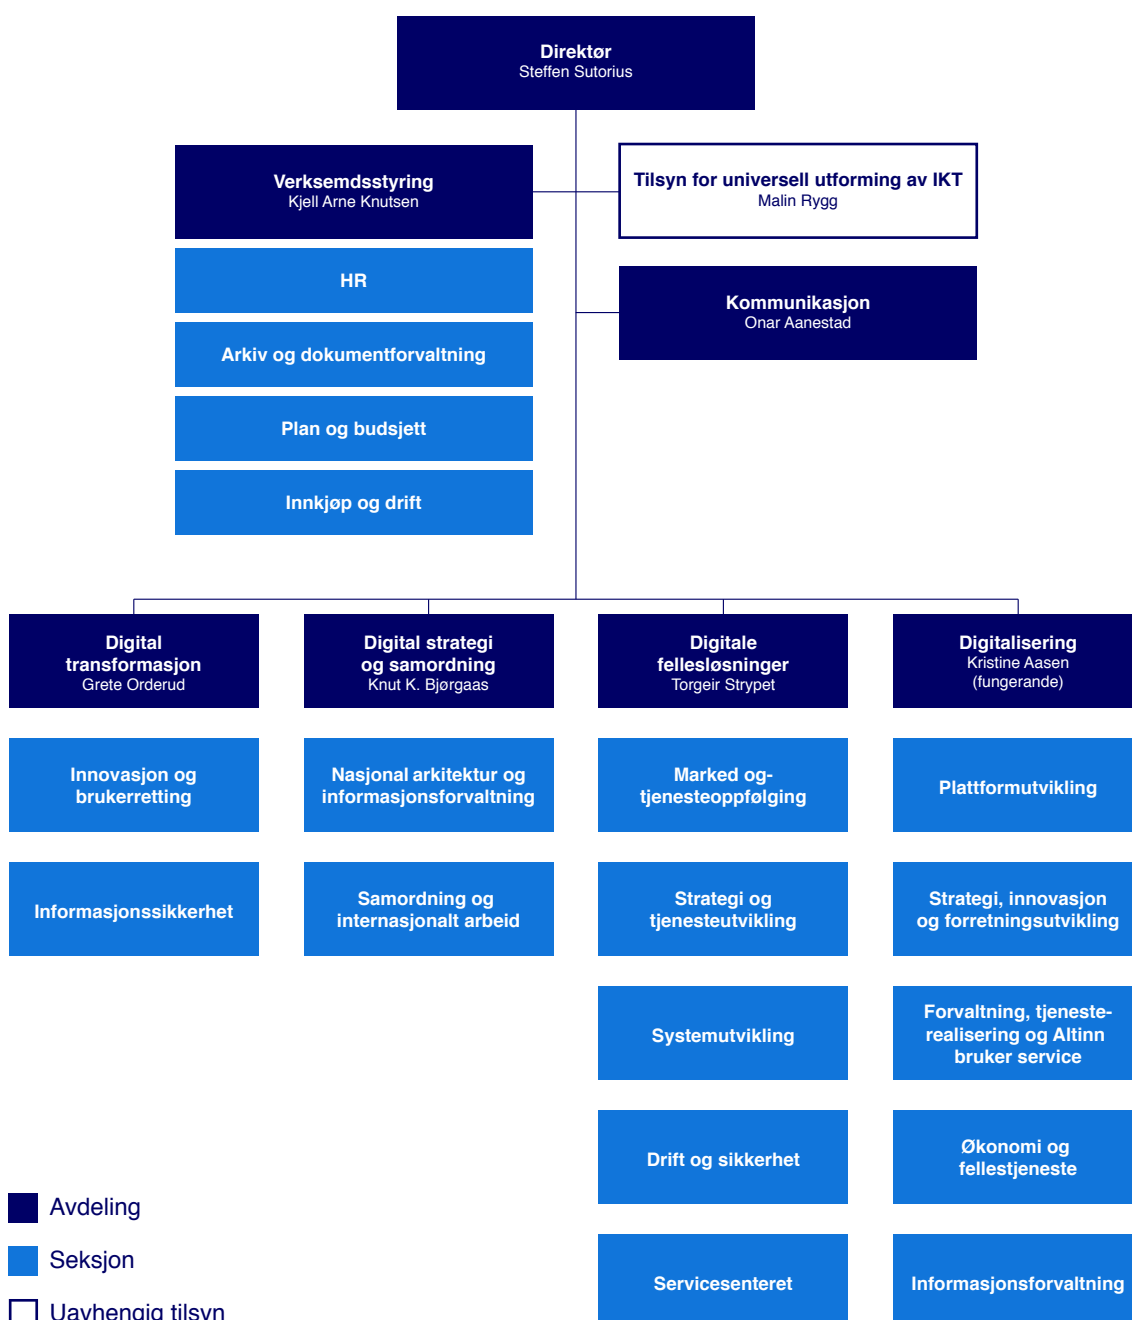 Direktør
Steffen Sutorius
Verksemdsstyring
Kjell Arne Knutsen
Tilsyn for universell utforming av IKT
Malin Rygg
HR
Kommunikasjon
Onar Aanestad
Arkiv og dokumentforvaltning
Plan og budsjett
Innkjøp og drift
Digital
transformasjon
Grete Orderud
Digital strategi
og samordning
Knut K. Bjørgaas
Digitale
fellesløsninger
Torgeir Strypet
Digitalisering
Kristine Aasen
(fungerande)
Innovasjon og
brukerretting
Nasjonal arkitektur og
informasjonsforvaltning
Marked og-
tjenesteoppfølging
Plattformutvikling
Informasjonssikkerhet
Samordning og
internasjonalt arbeid
Strategi og
tjenesteutvikling
Strategi, innovasjon
og forretningsutvikling
Systemutvikling
Forvaltning, tjeneste-
realisering og Altinn
bruker service
Drift og sikkerhet
Økonomi og
fellestjeneste
Servicesenteret
Informasjonsforvaltning
Avdeling
Seksjon
Uavhengig tilsyn